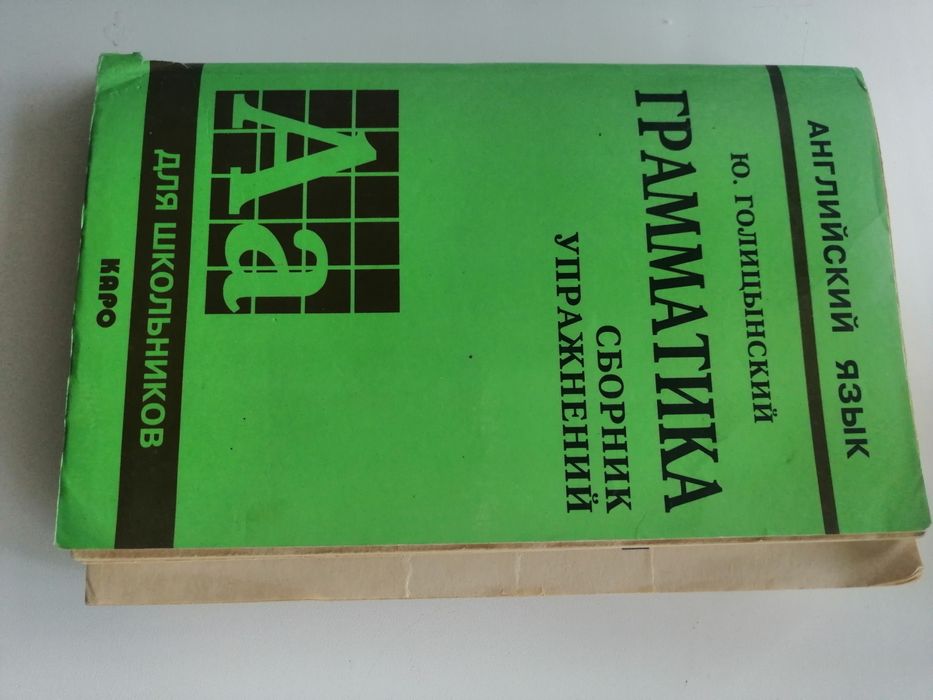 АНГЛИЙСКИЙ ЯЗЫК
Ю. ГОЛИЦЫНСКИЙ
ГРАММАТИКА
СБОРНИК
УПРАЖНЕНИЙ
Aa
ДЛЯ ШКОЛЬНИКОВ
КАРО